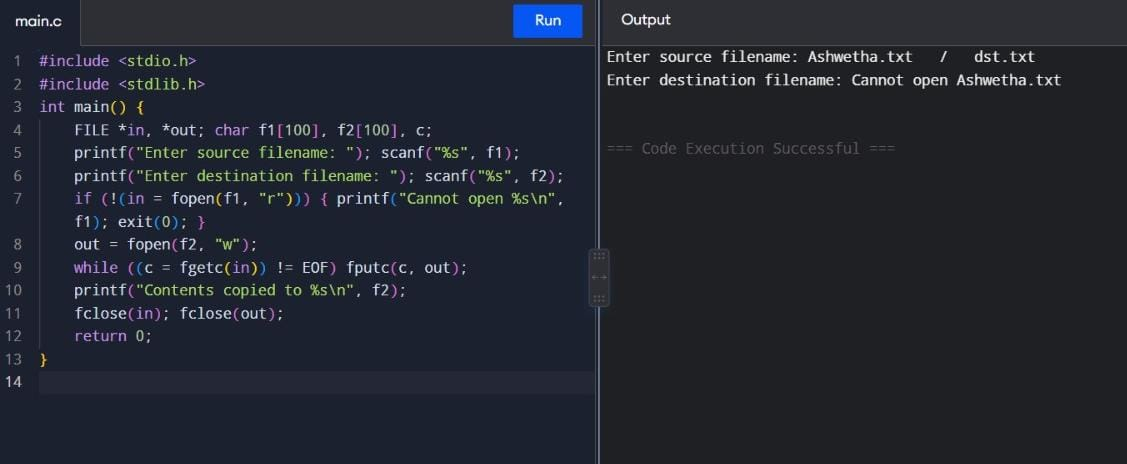 main.c
Run
Output
1 #include <stdio.h>
2 #include <stdlib.h>
3 int main() {
4     FILE *in, *out; char f1[100], f2[100], c;
5     printf("Enter source filename: "); scanf("%s", f1);
6     printf("Enter destination filename: "); scanf("%s", f2);
7     if (!(in = fopen(f1, "r"))) { printf("Cannot open %s\n",
    f1); exit(0); }
8     out = fopen(f2, "w");
9     while ((c = fgetc(in)) != EOF) fputc(c, out);
10     printf("Contents copied to %s\n", f2);
11     fclose(in); fclose(out);
12     return 0;
13 }
14
Enter source filename: Ashwetha.txt   /   dst.txt
Enter destination filename: Cannot open Ashwetha.txt
=== Code Execution Successful ===